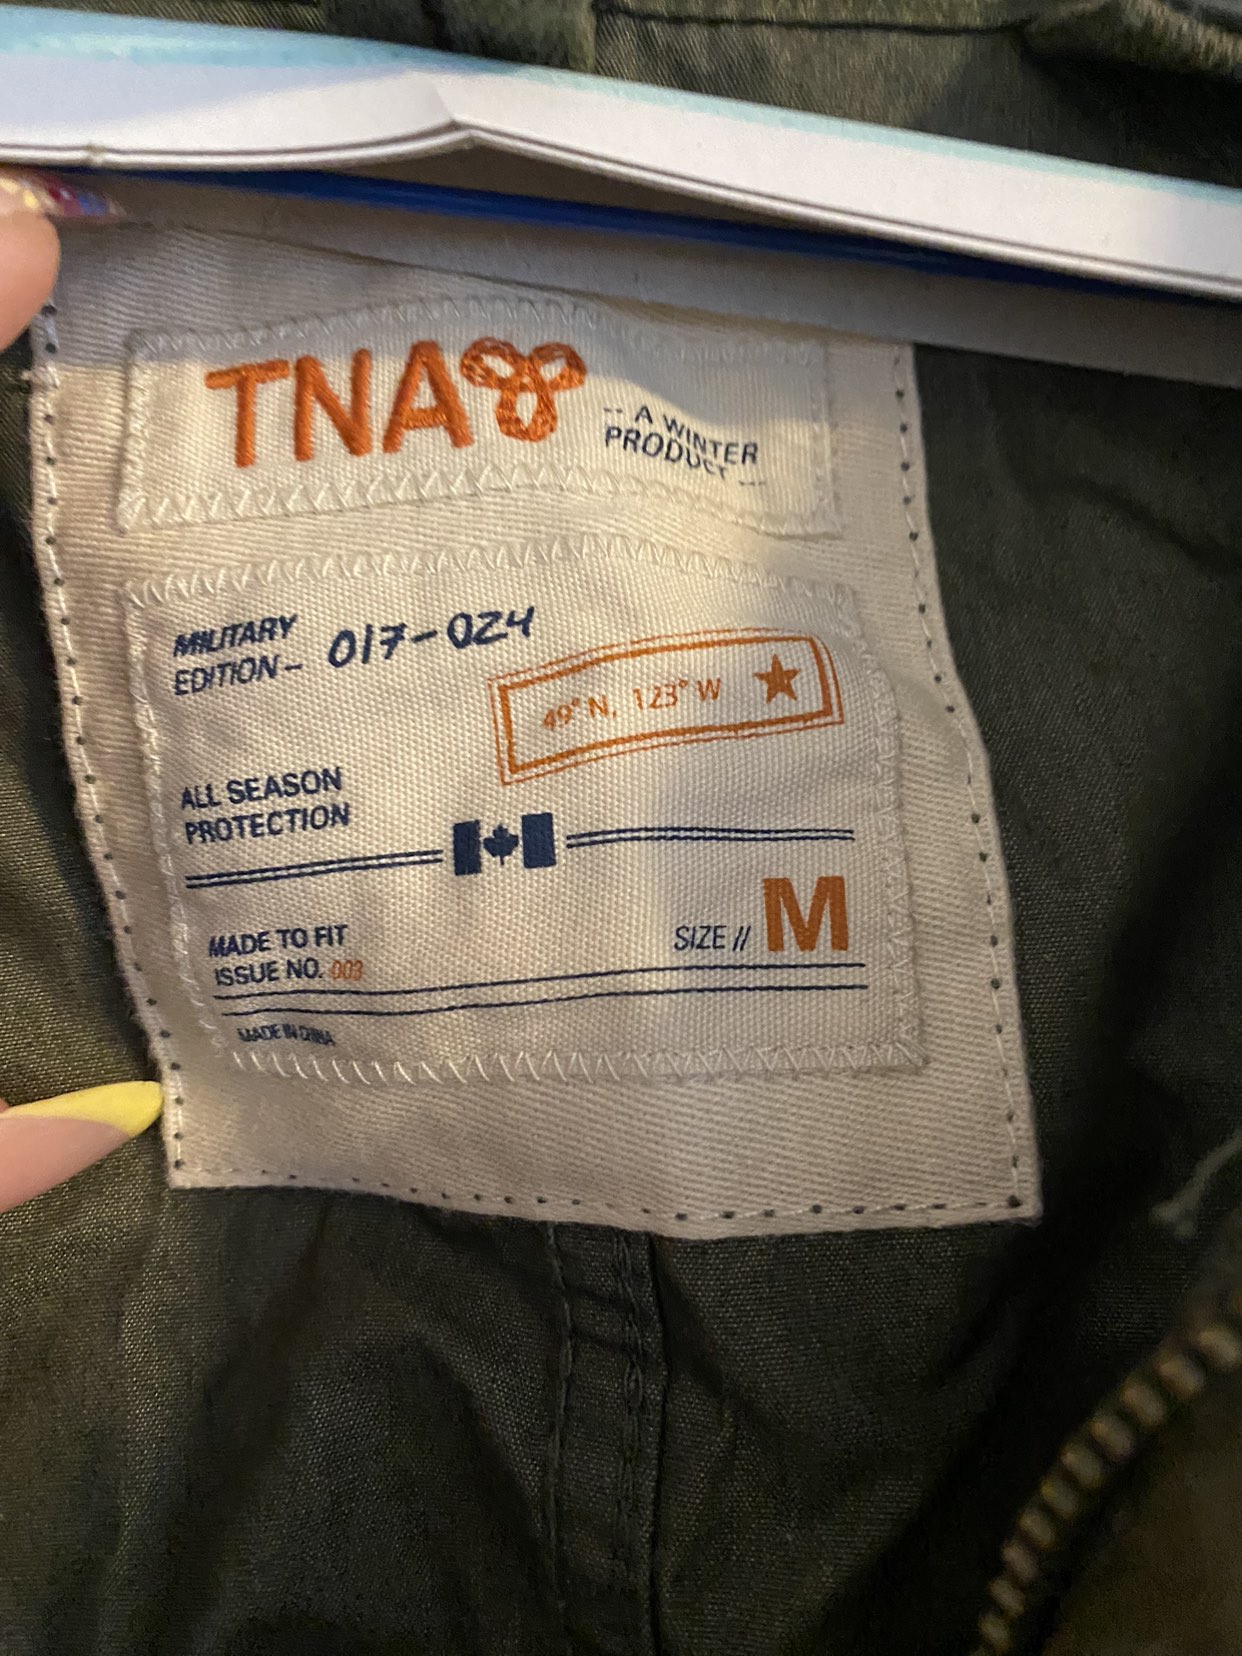 TNA
-- A WINTER
PRODUCT --
MILITARY
EDITION– 017-024
49° N, 123° W
ALL SEASON
PROTECTION
MADE TO FIT
ISSUE NO. 003
SIZE // M
MADE IN CHINA